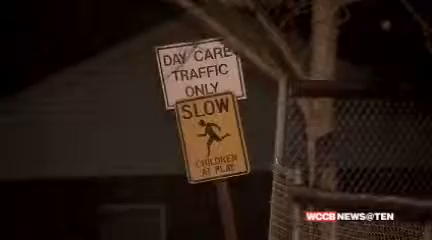 DAY CARE
TRAFFIC
ONLY
SLOW
CHILDREN
AT PLAY
WCCB NEWS@TEN